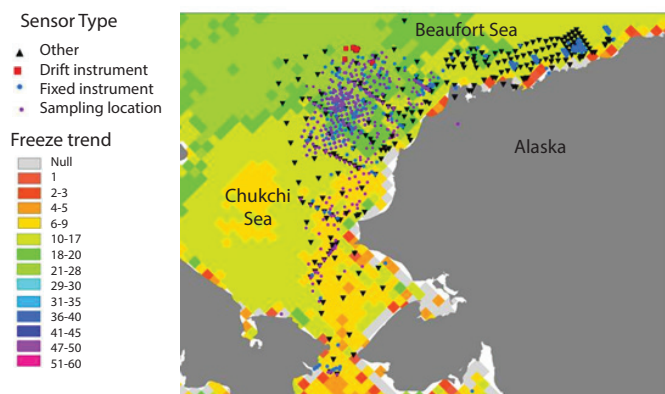 Sensor Type
Other
Drift instrument
Fixed instrument
Sampling location
Freeze trend
Null
1
2-3
4-5
6-9
10-17
18-20
21-28
29-30
31-35
36-40
41-45
47-50
51-60
Beaufort Sea
Alaska
Chukchi
Sea